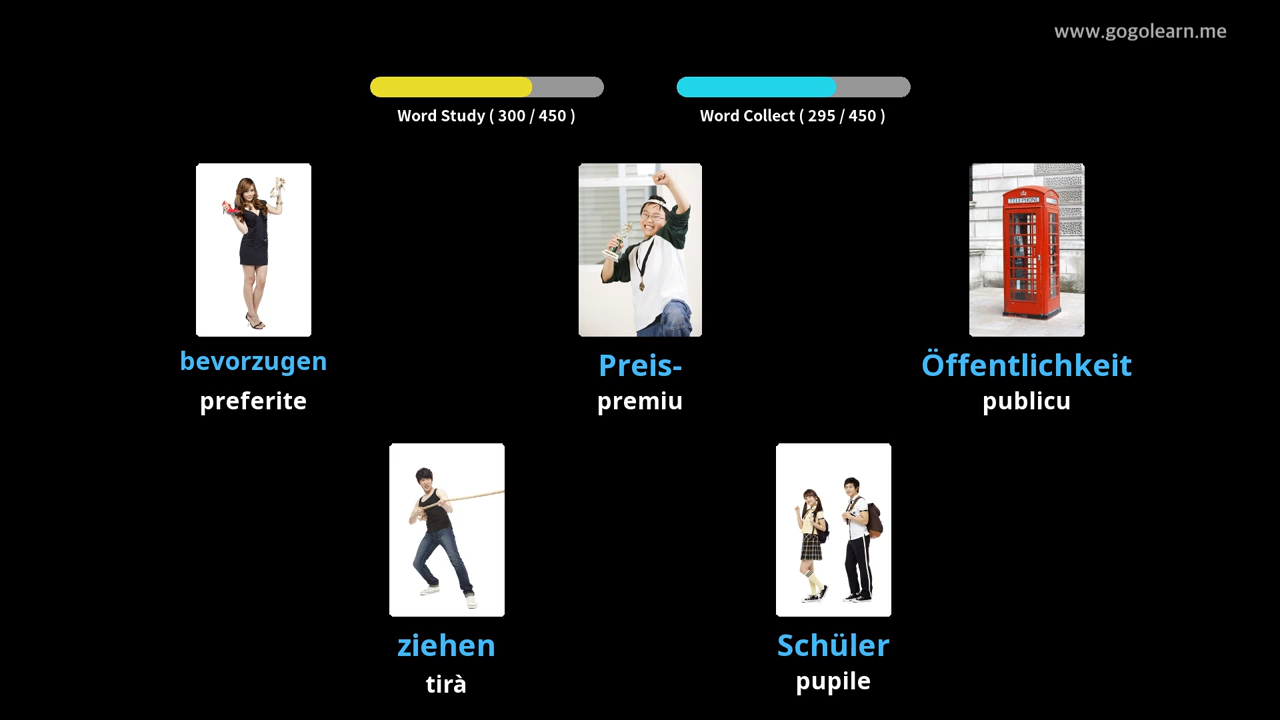 www.gogolearn.me
Word Study ( 300 / 450 )
Word Collect ( 295 / 450 )
TELEPHONE
bevorzugen
preferite
Preis-
premiu
Öffentlichkeit
publicu
ziehen
tirà
Schüler
pupile